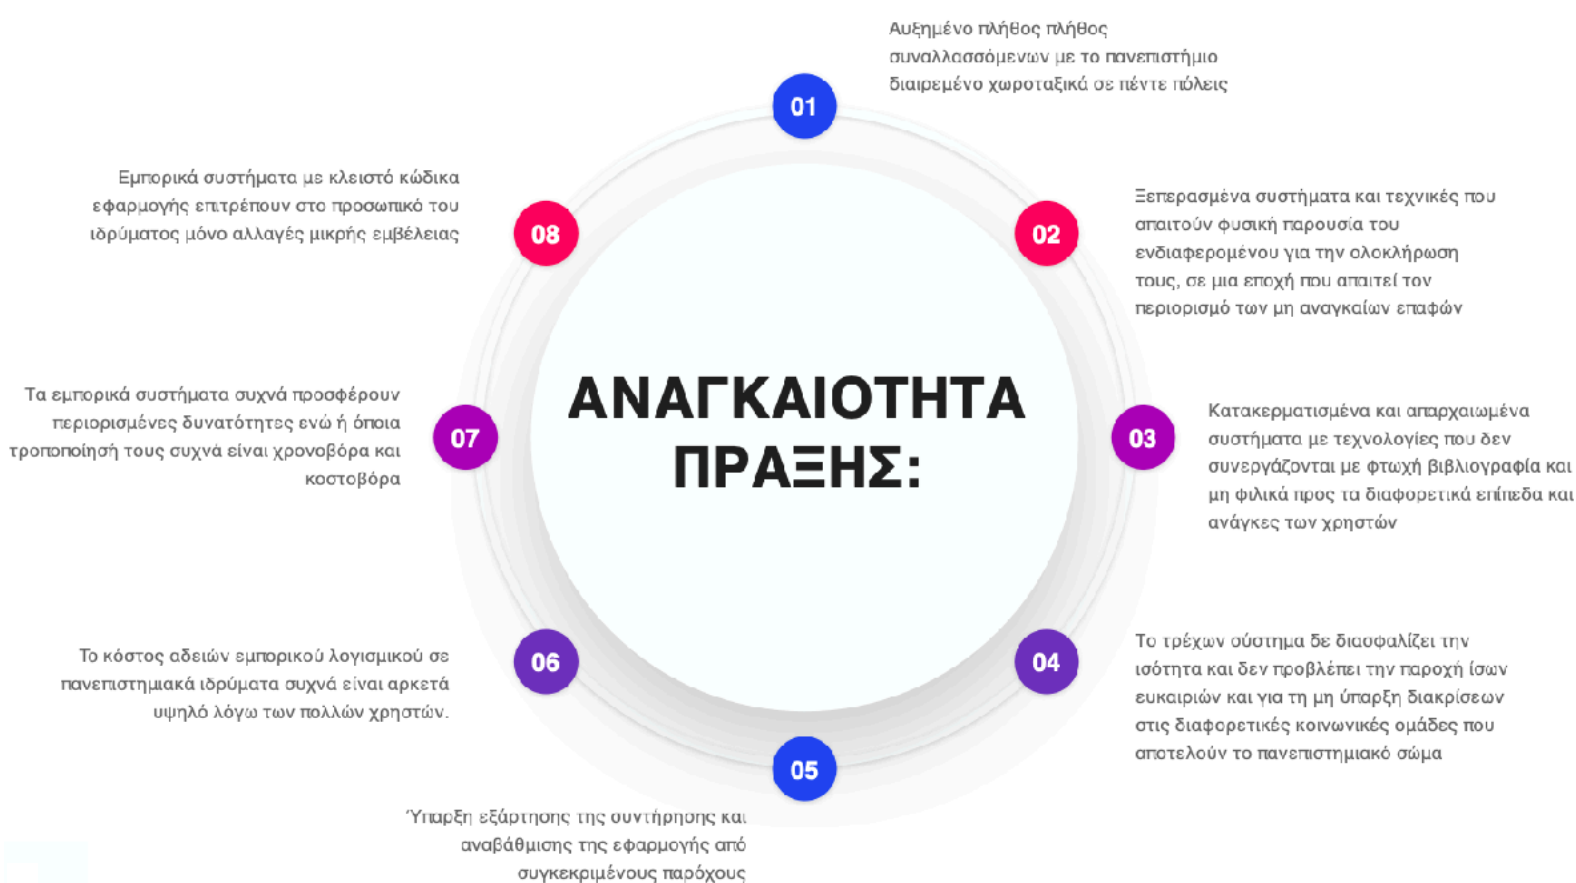 01
Αυξημένο πλήθος πλήθος
συναλλασσόμενων με το πανεπιστήμιο
διαιρεμένο χωροταξικά σε πέντε πόλεις
02
Ξεπερασμένα συστήματα και τεχνικές που
απαιτούν φυσική παρουσία του
ενδιαφερομένου για την ολοκλήρωση
τους, σε μια εποχή που απαιτεί τον
περιορισμό των μη αναγκαίων επαφών
03
Κατακερματισμένα και απαρχαιωμένα
συστήματα με τεχνολογίες που δεν
συνεργάζονται με φτωχή βιβλιογραφία και
μη φιλικά προς τα διαφορετικά επίπεδα και
ανάγκες των χρηστών
04
Το τρέχων σύστημα δε διασφαλίζει την
ισότητα και δεν προβλέπει την παροχή ίσων
ευκαιριών και για τη μη ύπαρξη διακρίσεων
στις διαφορετικές κοινωνικές ομάδες που
αποτελούν το πανεπιστημιακό σώμα
05
Ύπαρξη εξάρτησης της συντήρησης και
αναβάθμισης της εφαρμογής από
συγκεκριμένους παρόχους
06
Το κόστος αδειών εμπορικού λογισμικού σε
πανεπιστημιακά ιδρύματα συχνά είναι αρκετά
υψηλό λόγω των πολλών χρηστών.
07
Τα εμπορικά συστήματα συχνά προσφέρουν
περιορισμένες δυνατότητες ενώ ή όποια
τροποποίησή τους συχνά είναι χρονοβόρα και
κοστοβόρα
08
Εμπορικά συστήματα με κλειστό κώδικα
εφαρμογής επιτρέπουν στο προσωπικό του
ιδρύματος μόνο αλλαγές μικρής εμβέλειας
ΑΝΑΓΚΑΙΟΤΗΤΑ
ΠΡΑΞΗΣ: